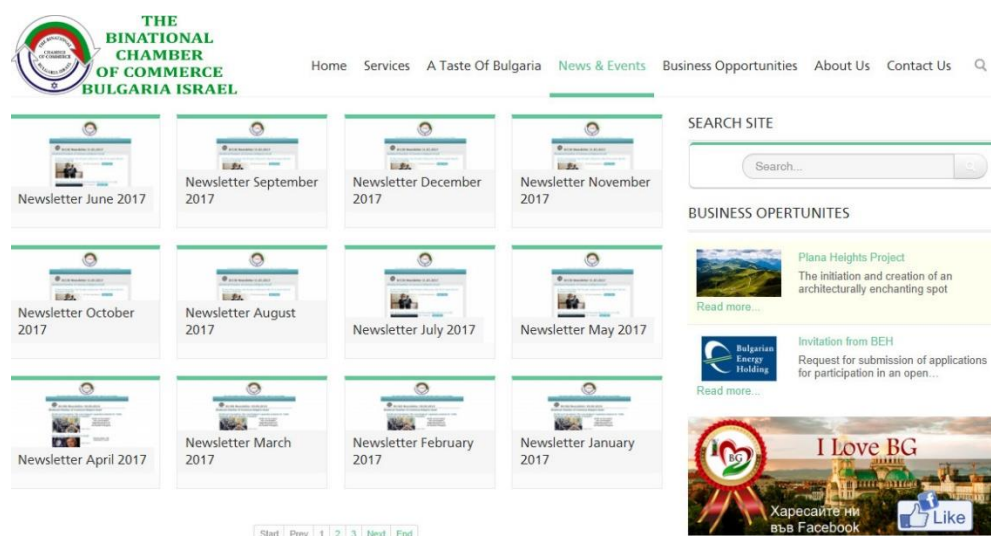 THE
BINATIONAL
CHAMBER
OF COMMERCE
BULGARIA ISRAEL
Home Services A Taste Of Bulgaria News & Events Business Opportunities About Us Contact Us
Newsletter June 2017
Newsletter September
2017
Newsletter December
2017
Newsletter November
2017
Newsletter October
2017
Newsletter August
2017
Newsletter July 2017
Newsletter May 2017
Newsletter April 2017
Newsletter March
2017
Newsletter February
2017
Newsletter January
2017
Start Prev 1 2 3 Next End
SEARCH SITE
Search...
BUSINESS OPERTUNITES
Plana Heights Project
The initiation and creation of an
architecturally enchanting spot
Read more...
Bulgarian
Energy
Holding
Invitation from BEH
Request for submission of applications
for participation in an open...
Read more...
I Love BG
BG
Харесайте ни
във Facebook
Like